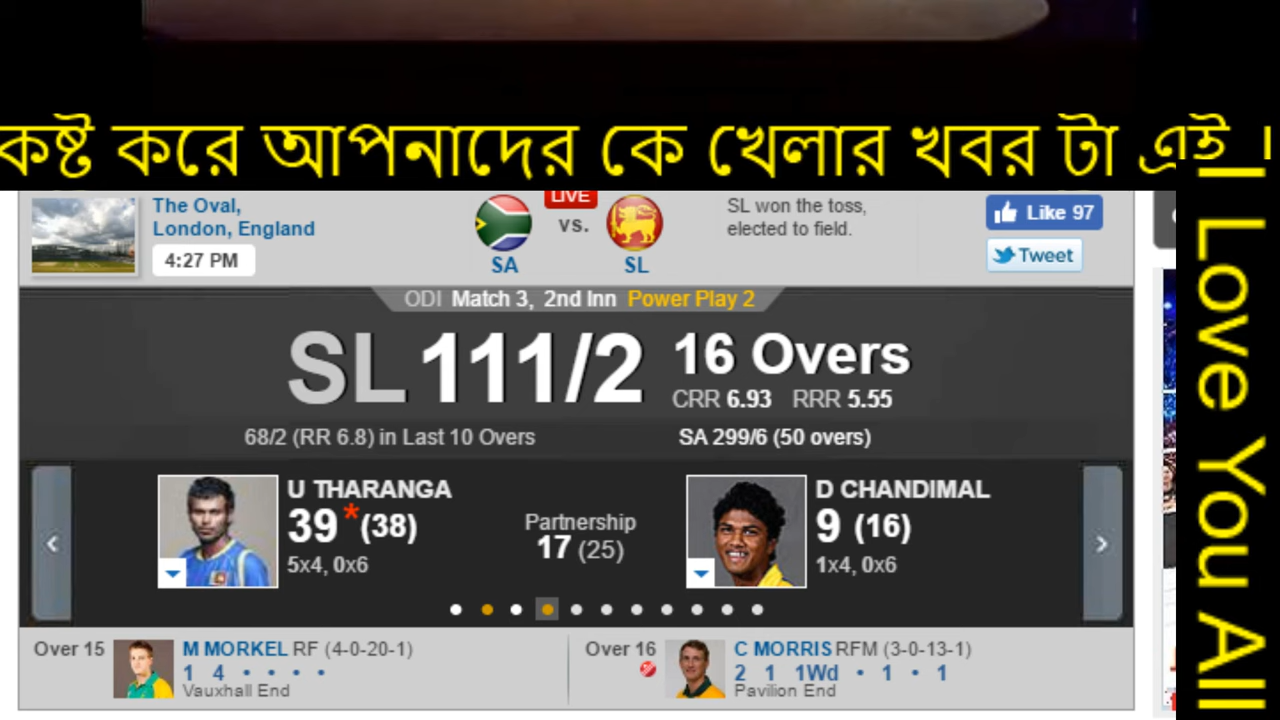 কষ্ট করে আপনাদের কে খেলার খবর টা এই ।
I Love You All
The Oval,
London, England
4:27 PM
LIVE
SA vs. SL
SL won the toss,
elected to field.
Like 97
Tweet
ODI Match 3, 2nd Inn Power Play 2
SL 111/2 16 Overs
CRR 6.93 RRR 5.55
68/2 (RR 6.8) in Last 10 Overs
SA 299/6 (50 overs)
U THARANGA
39*(38)
5x4, 0x6
Partnership
17 (25)
D CHANDIMAL
9 (16)
1x4, 0x6
Over 15
M MORKEL RF (4-0-20-1)
1 4 • • • •
Vauxhall End
Over 16
C MORRIS RFM (3-0-13-1)
2 1 1Wd • 1 • 1
Pavilion End